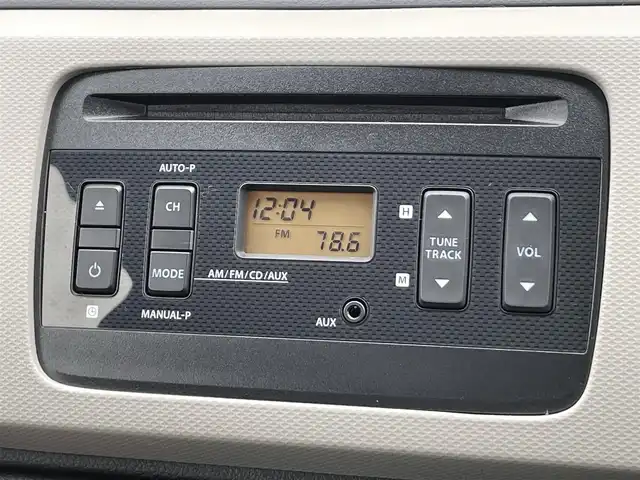 AUTO-P
CH
12:04
FM
78.6
H
TUNE
TRACK
VOL
MODE
AM/FM/CD/AUX
M
MANUAL-P
AUX